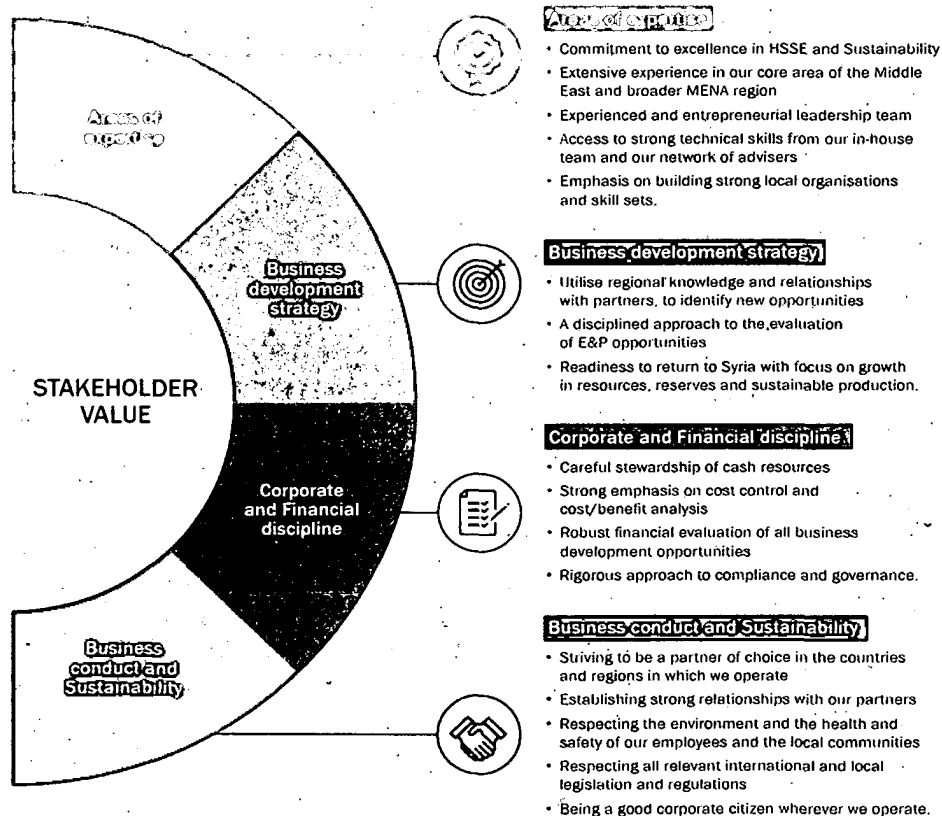 Areas of
expertise
Business
development
strategy
STAKEHOLDER
VALUE
Corporate
and Financial
discipline
Business
conduct and
Sustainability
Areas of expertise
• Commitment to excellence in HSSE and Sustainability
• Extensive experience in our core area of the Middle
East and broader MENA region
• Experienced and entrepreneurial leadership team
• Access to strong technical skills from our in-house
team and our network of advisers
• Emphasis on building strong local organisations
and skill sets.
Business development strategy
• Utilise regional knowledge and relationships
with partners, to identify new opportunities
• A disciplined approach to the evaluation
of E&P opportunities
• Readiness to return to Syria with focus on growth
in resources, reserves and sustainable production.
Corporate and Financial discipline
• Careful stewardship of cash resources
• Strong emphasis on cost control and
cost/benefit analysis
• Robust financial evaluation of all business
development opportunities
• Rigorous approach to compliance and governance.
Business conduct and Sustainability
• Striving to be a partner of choice in the countries
and regions in which we operate
• Establishing strong relationships with our partners
• Respecting the environment and the health and
safety of our employees and the local communities
• Respecting all relevant international and local
legislation and regulations
• Being a good corporate citizen wherever we operate.